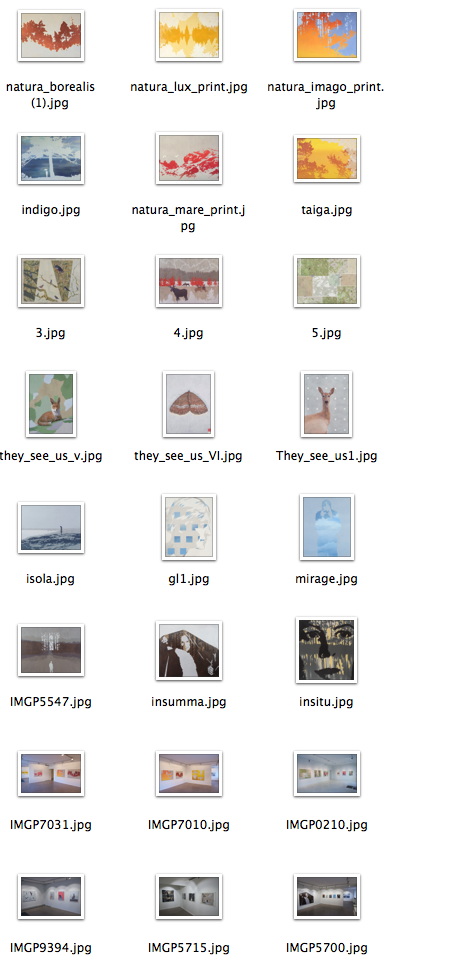 natura_borealis natura_lux_print.jpg natura_imago_print.
(1).jpg jpg
indigo.jpg natura_mare_print.j taiga.jpg
pg
3.jpg 4.jpg 5.jpg
they_see_us_v.jpg they_see_us_VI.jpg They_see_us1.jpg
isola.jpg gl1.jpg mirage.jpg
IMGP5547.jpg insumma.jpg insitu.jpg
IMGP7031.jpg IMGP7010.jpg IMGP0210.jpg
IMGP9394.jpg IMGP5715.jpg IMGP5700.jpg